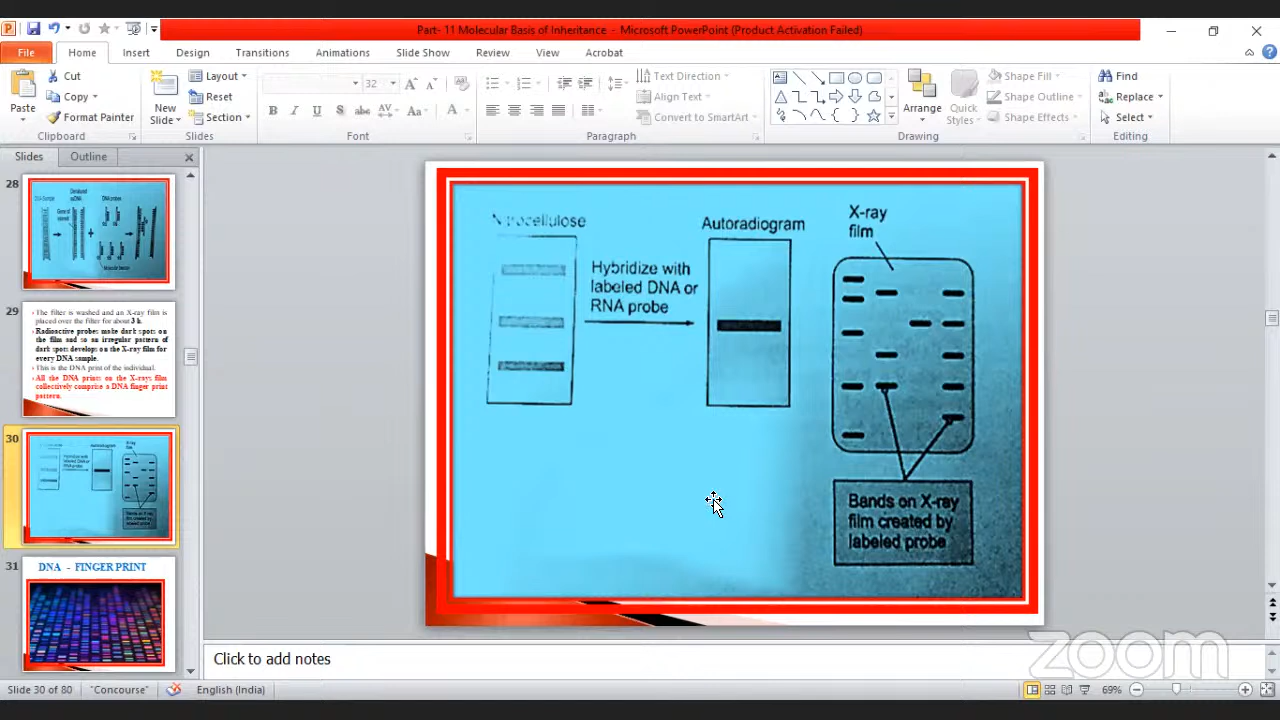 Part- 11 Molecular Basis of Inheritance - Microsoft PowerPoint (Product Activation Failed)
File Home Insert Design Transitions Animations Slide Show Review View Acrobat
Cut
Copy
Format Painter
Paste
Clipboard
New Slide
Layout
Reset
Section
Slides
32
Font
Paragraph
Text Direction
Align Text
Convert to SmartArt
Arrange
Quick Styles
Shape Fill
Shape Outline
Shape Effects
Drawing
Find
Replace
Select
Editing
Slides Outline
28
DNA probes
29
The filter is washed and an X-ray film is
placed over the filter for about 3 k.
Radioactive probes make dark spots on
the film and so an irregular pattern of
dark spots develops on the X-ray film for
every DNA sample.
This is the DNA print of the individual.
All the DNA prints on the X-rays film
collectively comprise a DNA finger print
pattern.
30
31
DNA - FINGER PRINT
Nitrocellulose
Hybridize with
labeled DNA or
RNA probe
Autoradiogram
X-ray
film
Bands on X-ray
film created by
labeled probe
Click to add notes
zoom
Slide 30 of 80
"Concourse"
English (India)
69%